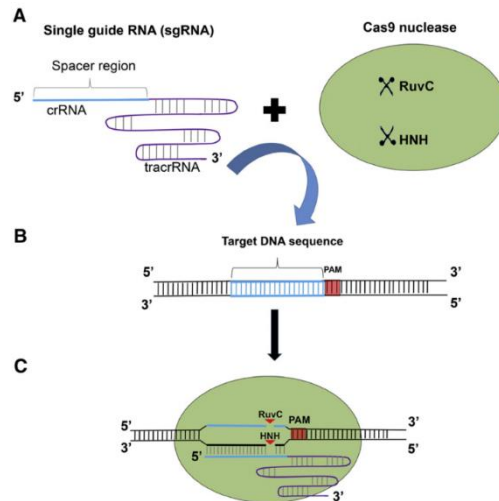 A
Single guide RNA (sgRNA)
Cas9 nuclease
Spacer region
5’
crRNA
tracrRNA
3’
RuvC
HNH
B
Target DNA sequence
PAM
5’
3’
3’
5’
C
RuvC
PAM
HNH
5’
3’
3’
5’
5’
3’